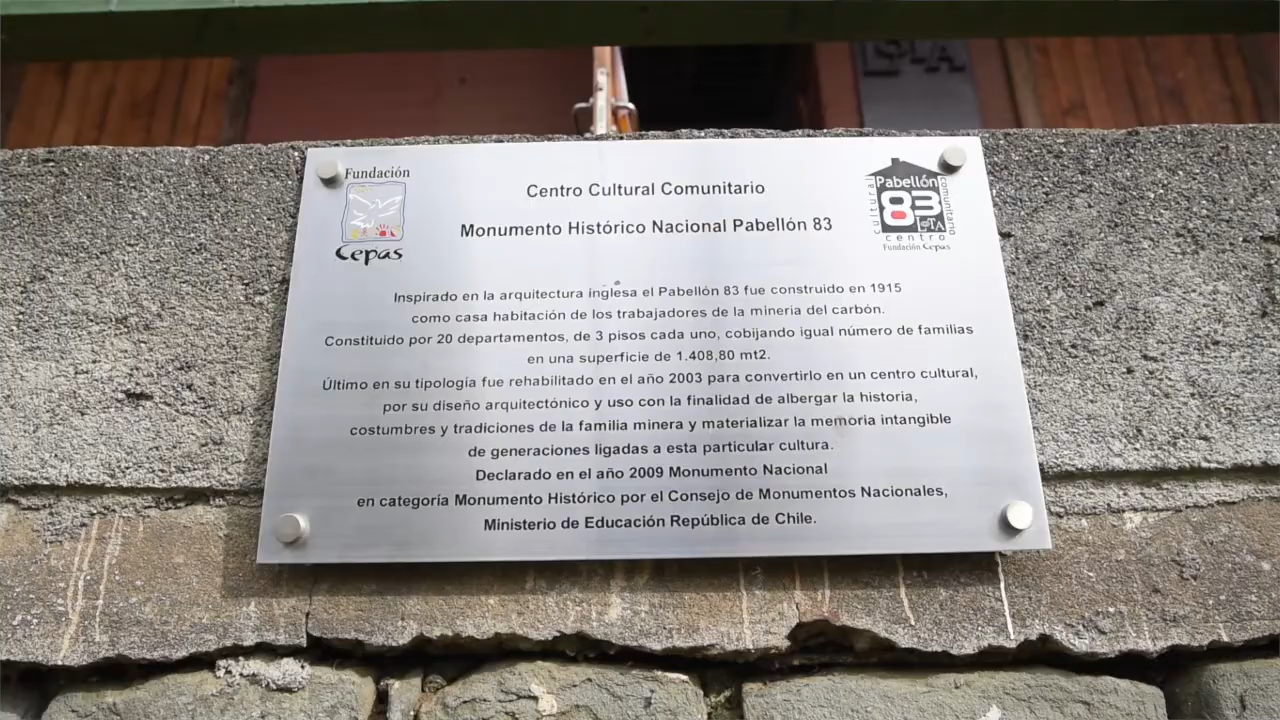 LOTA
Fundación
Cepas
Centro Cultural Comunitario
Monumento Histórico Nacional Pabellón 83
cultural
Pabellón
83
LOTA
comunitario
centro
Fundación Cepas
Inspirado en la arquitectura inglesa el Pabellón 83 fue construido en 1915
como casa habitación de los trabajadores de la mineria del carbón.
Constituido por 20 departamentos, de 3 pisos cada uno, cobijando igual número de familias
en una superficie de 1.408,80 mt2.
Último en su tipología fue rehabilitado en el año 2003 para convertirlo en un centro cultural,
por su diseño arquitectónico y uso con la finalidad de albergar la historia,
costumbres y tradiciones de la familia minera y materializar la memoria intangible
de generaciones ligadas a esta particular cultura.
Declarado en el año 2009 Monumento Nacional
en categoría Monumento Histórico por el Consejo de Monumentos Nacionales,
Ministerio de Educación República de Chile.